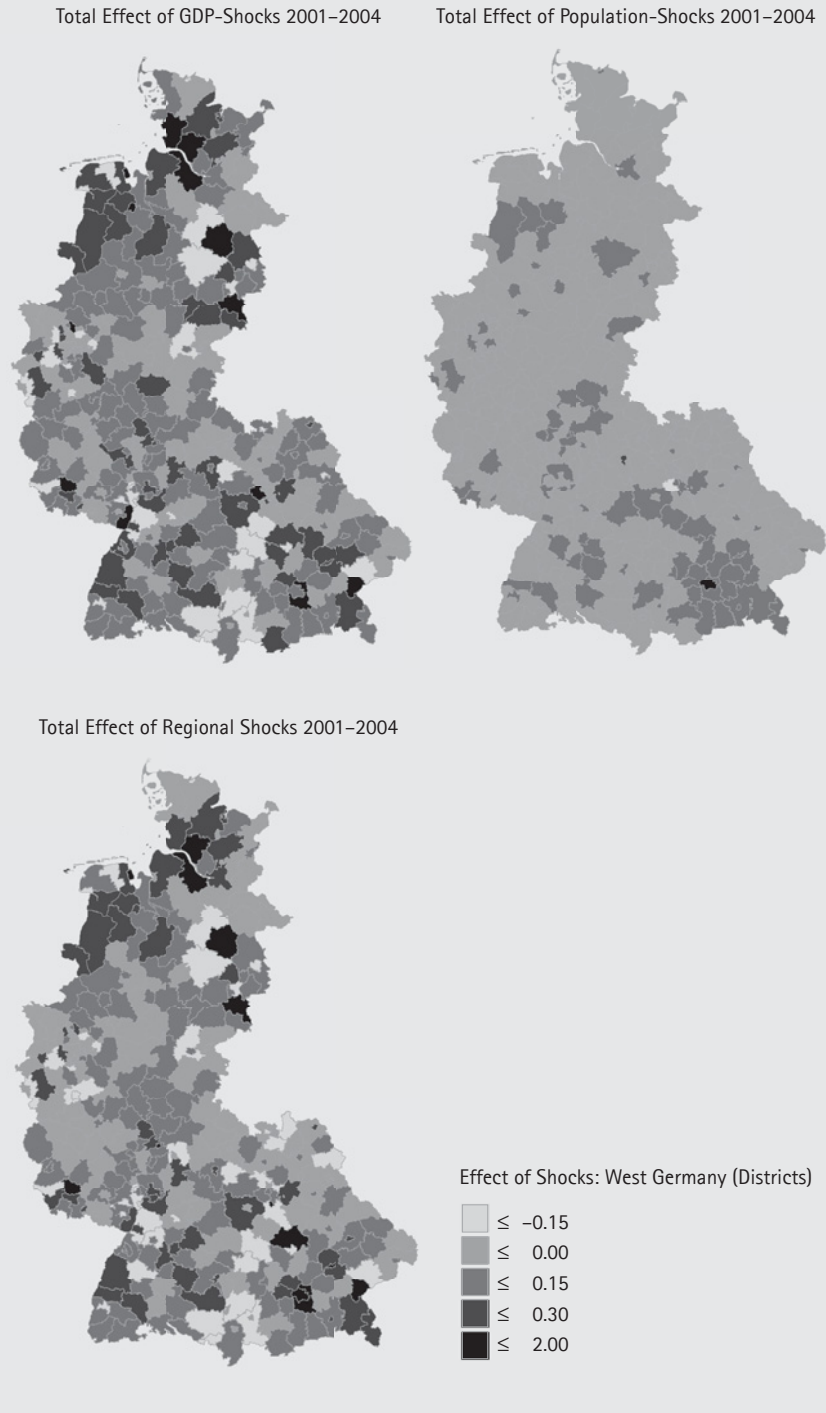 Total Effect of GDP-Shocks 2001–2004
Total Effect of Population-Shocks 2001–2004
Total Effect of Regional Shocks 2001–2004
Effect of Shocks: West Germany (Districts)
≤ −0.15
≤ 0.00
≤ 0.15
≤ 0.30
≤ 2.00